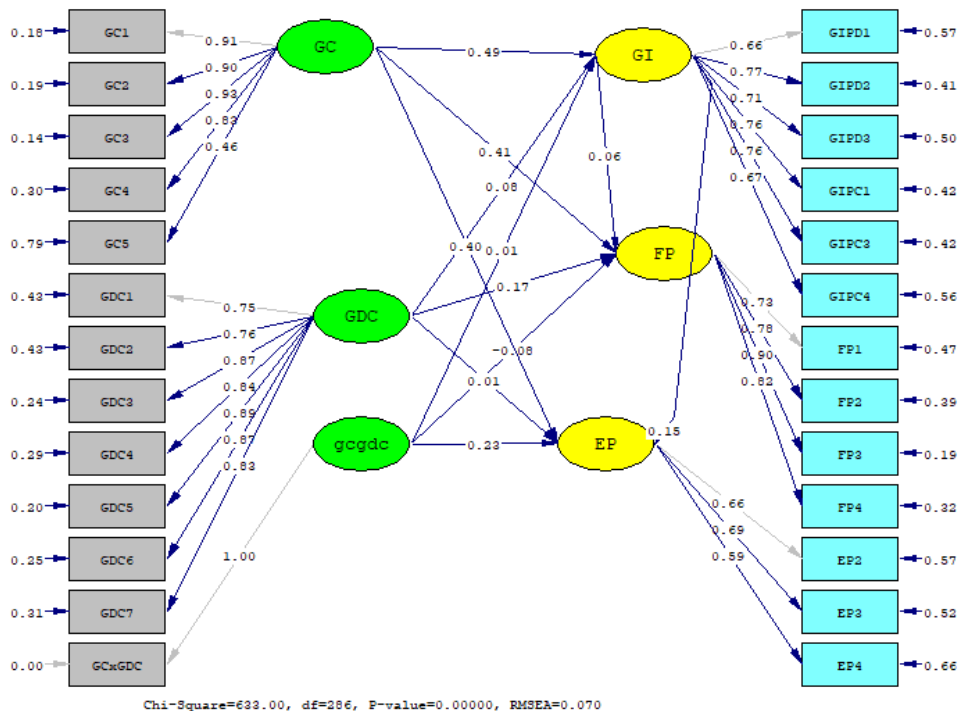 0.18 GC1 0.91 GC 0.49 GI 0.66 GIPD1 0.57
0.19 GC2 0.90 0.77 GIPD2 0.41
0.14 GC3 0.93 0.71 GIPD3 0.50
0.83 0.76
0.46 0.41 0.06 0.76
0.30 GC4 0.08 0.67 GIPC1 0.42
0.79 GC5 0.40 0.01 FP GIPC3 0.42
0.43 GDC1 0.75 GDC 0.17 0.73 GIPC4 0.56
0.43 GDC2 0.76 -0.08 0.78 FP1 0.47
0.87 0.90
0.24 GDC3 0.84 0.01 0.82 FP2 0.39
0.89
0.29 GDC4 0.87 gcgdc 0.23 EP 0.15 FP3 0.19
0.83
0.20 GDC5 0.66 FP4 0.32
0.69
0.25 GDC6 1.00 0.59 EP2 0.57
0.31 GDC7 EP3 0.52
0.00 GCxGDC EP4 0.66
Chi-Square=633.00, df=286, P-value=0.00000, RMSEA=0.070